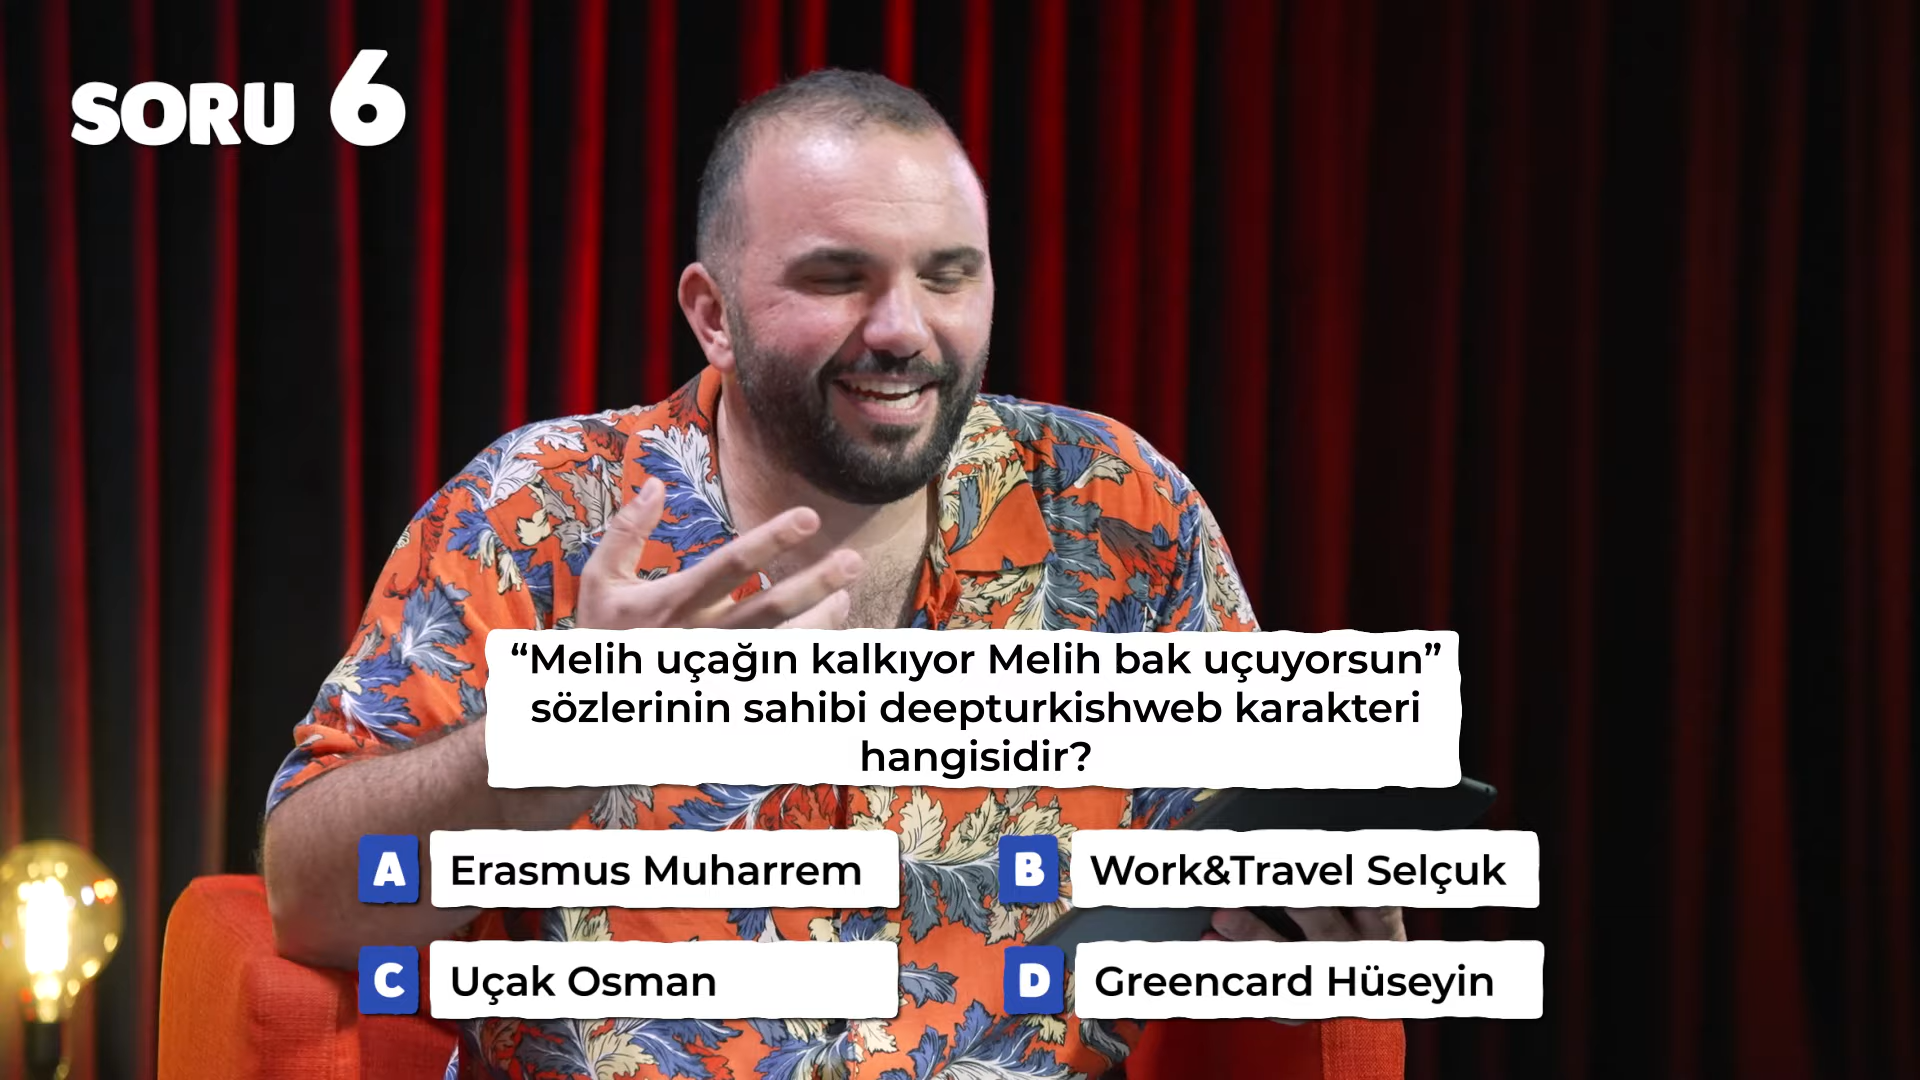 SORU 6
“Melih uçağın kalkıyor Melih bak uçuyorsun”
sözlerinin sahibi deepturkishweb karakteri
hangisidir?
A Erasmus Muharrem
B Work&Travel Selçuk
C Uçak Osman
D Greencard Hüseyin